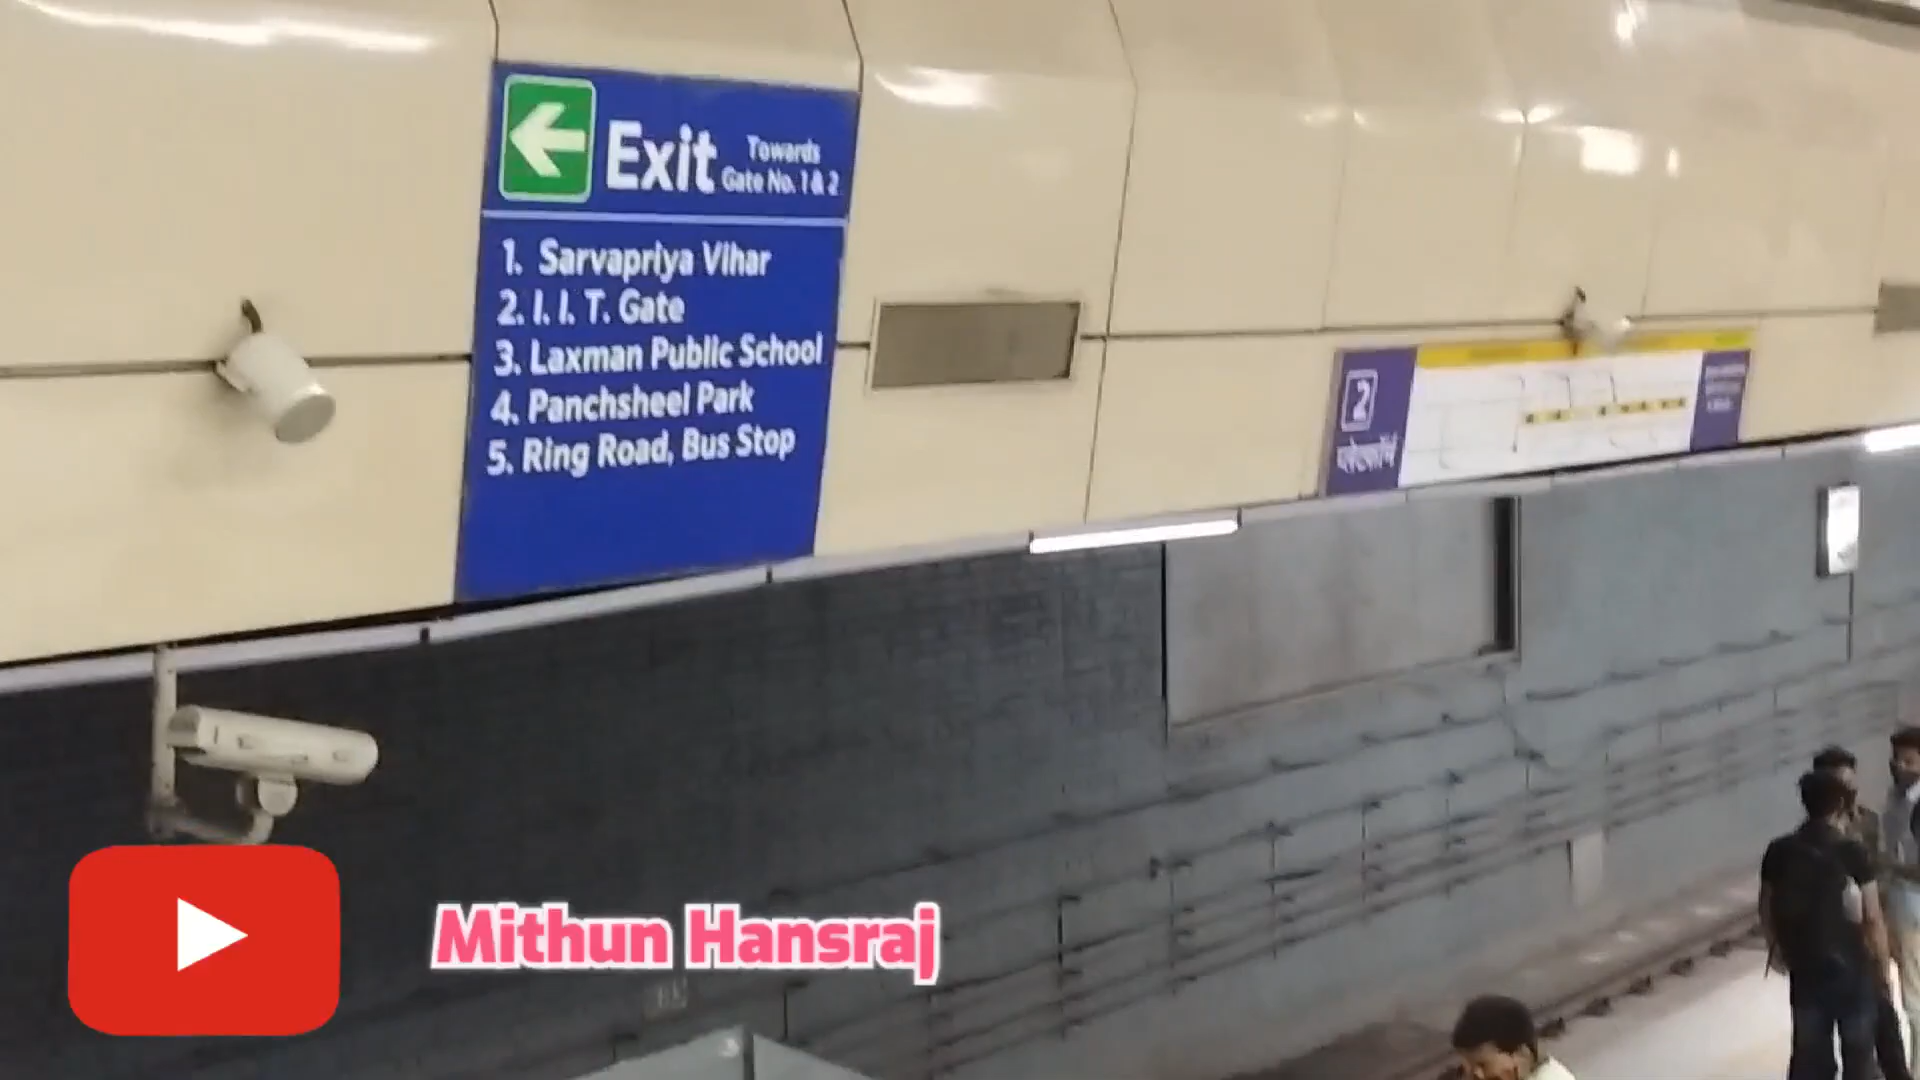 Exit
Towards
Gate No. 1 & 2
1. Sarvapriya Vihar
2. I. I. T. Gate
3. Laxman Public School
4. Panchsheel Park
5. Ring Road, Bus Stop
2
प्लेटफॉर्म
Mithun Hansraj